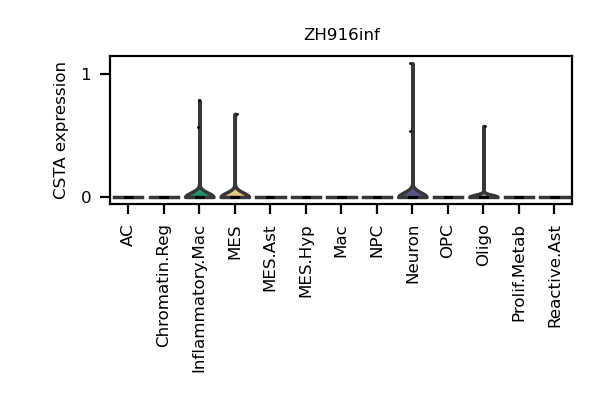 ZH916inf
CSTA expression
1
0
AC
Chromatin.Reg
Inflammatory.Mac
MES
MES.Ast
MES.Hyp
Mac
NPC
Neuron
OPC
Oligo
Prolif.Metab
Reactive.Ast